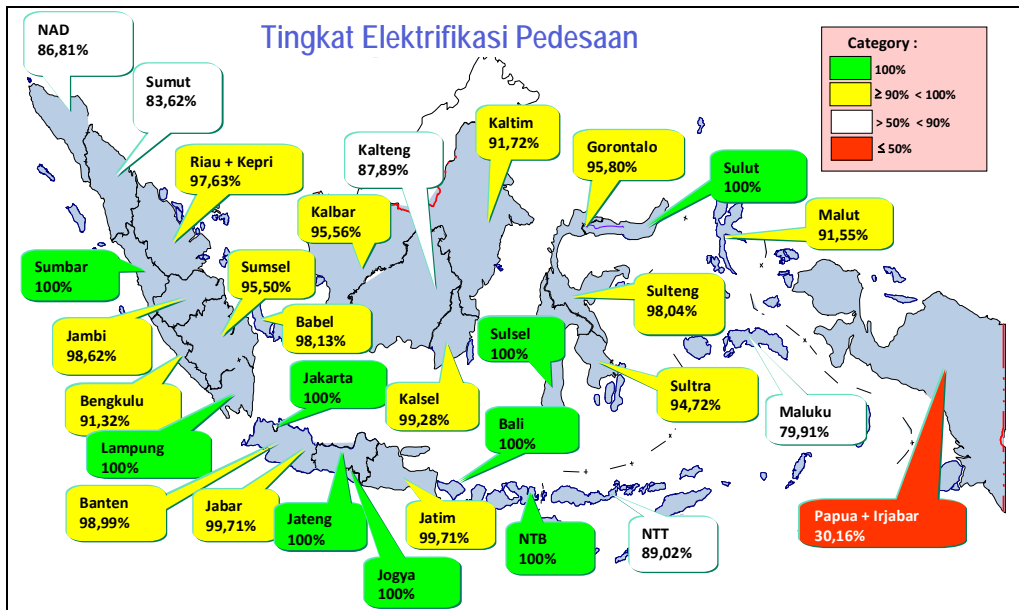 Tingkat Elektrifikasi Pedesaan
NAD
86,81%
Sumut
83,62%
Category :
100%
≥ 90% < 100%
> 50% < 90%
≤ 50%
Riau + Kepri
97,63%
Kalteng
87,89%
Kaltim
91,72%
Gorontalo
95,80%
Sulut
100%
Malut
91,55%
Kalbar
95,56%
Sumbar
100%
Sumsel
95,50%
Sulteng
98,04%
Jambi
98,62%
Babel
98,13%
Sulsel
100%
Bengkulu
91,32%
Jakarta
100%
Kalsel
99,28%
Sultra
94,72%
Maluku
79,91%
Bali
100%
Lampung
100%
Banten
98,99%
Jabar
99,71%
Jateng
100%
Jatim
99,71%
NTB
100%
NTT
89,02%
Papua + Irjabar
30,16%
Jogya
100%